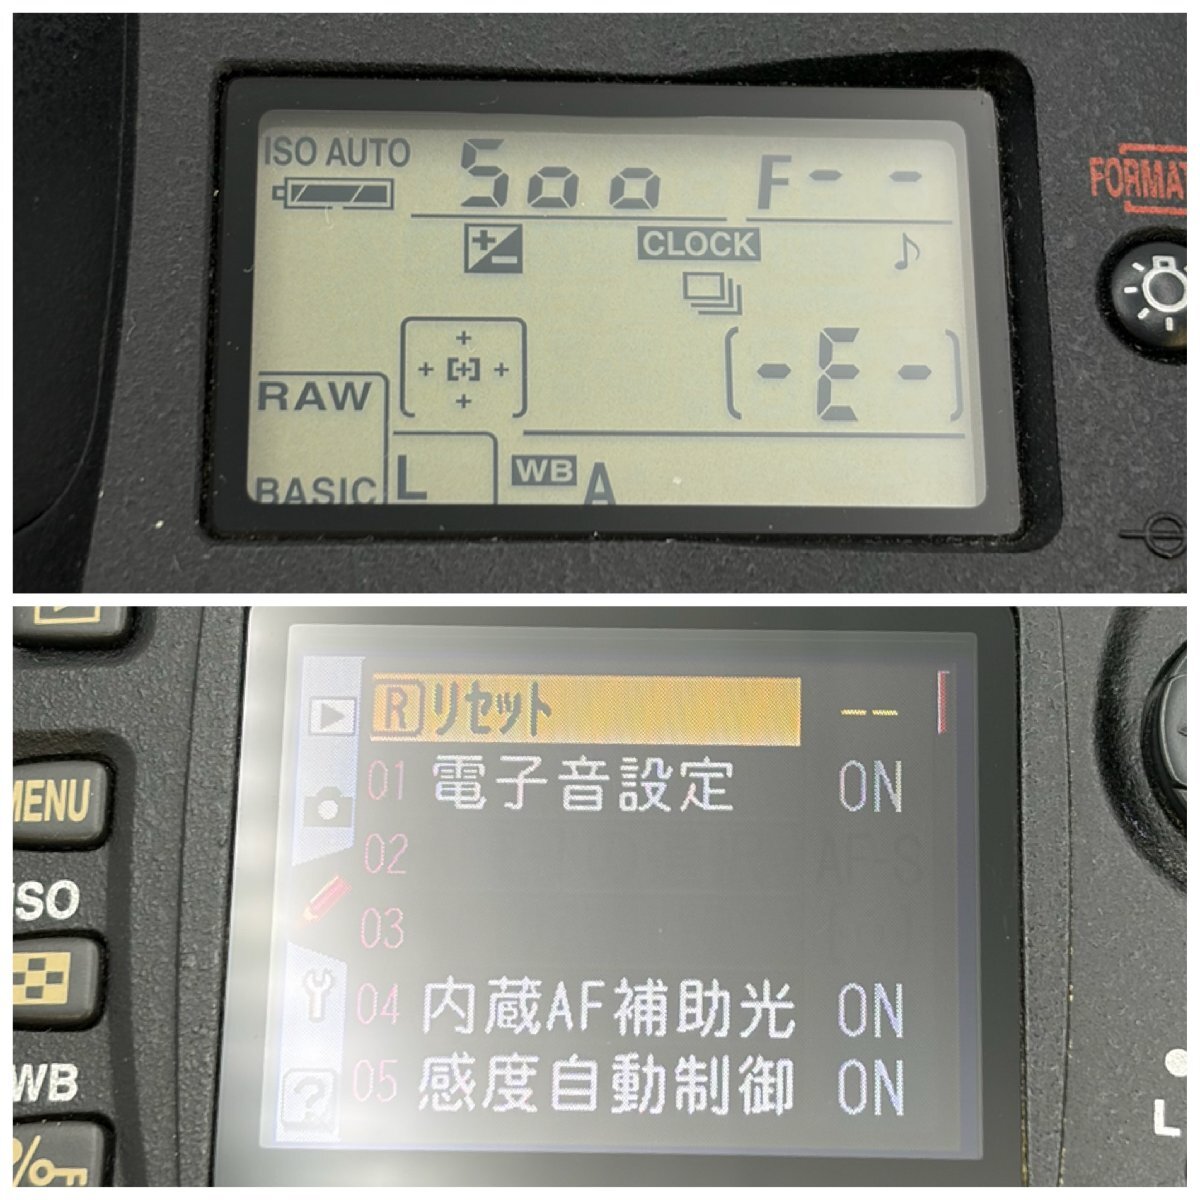 ISO AUTO 500 F--
FORMAT
CLOCK
RAW
[-E-]
BASIC L WB A
R リセット --
01 電子音設定 ON
MENU
02 AF-S
ISO
03
04 内蔵AF補助光 ON
WB
05 感度自動制御 ON
?
L